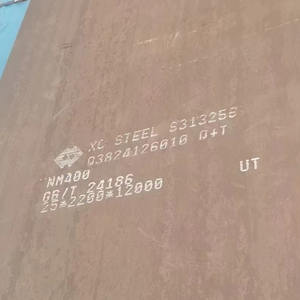 XC STEEL S313258
Q3824126010 Q+T
NM400
GB/T 24186
25*2200*12000
UT